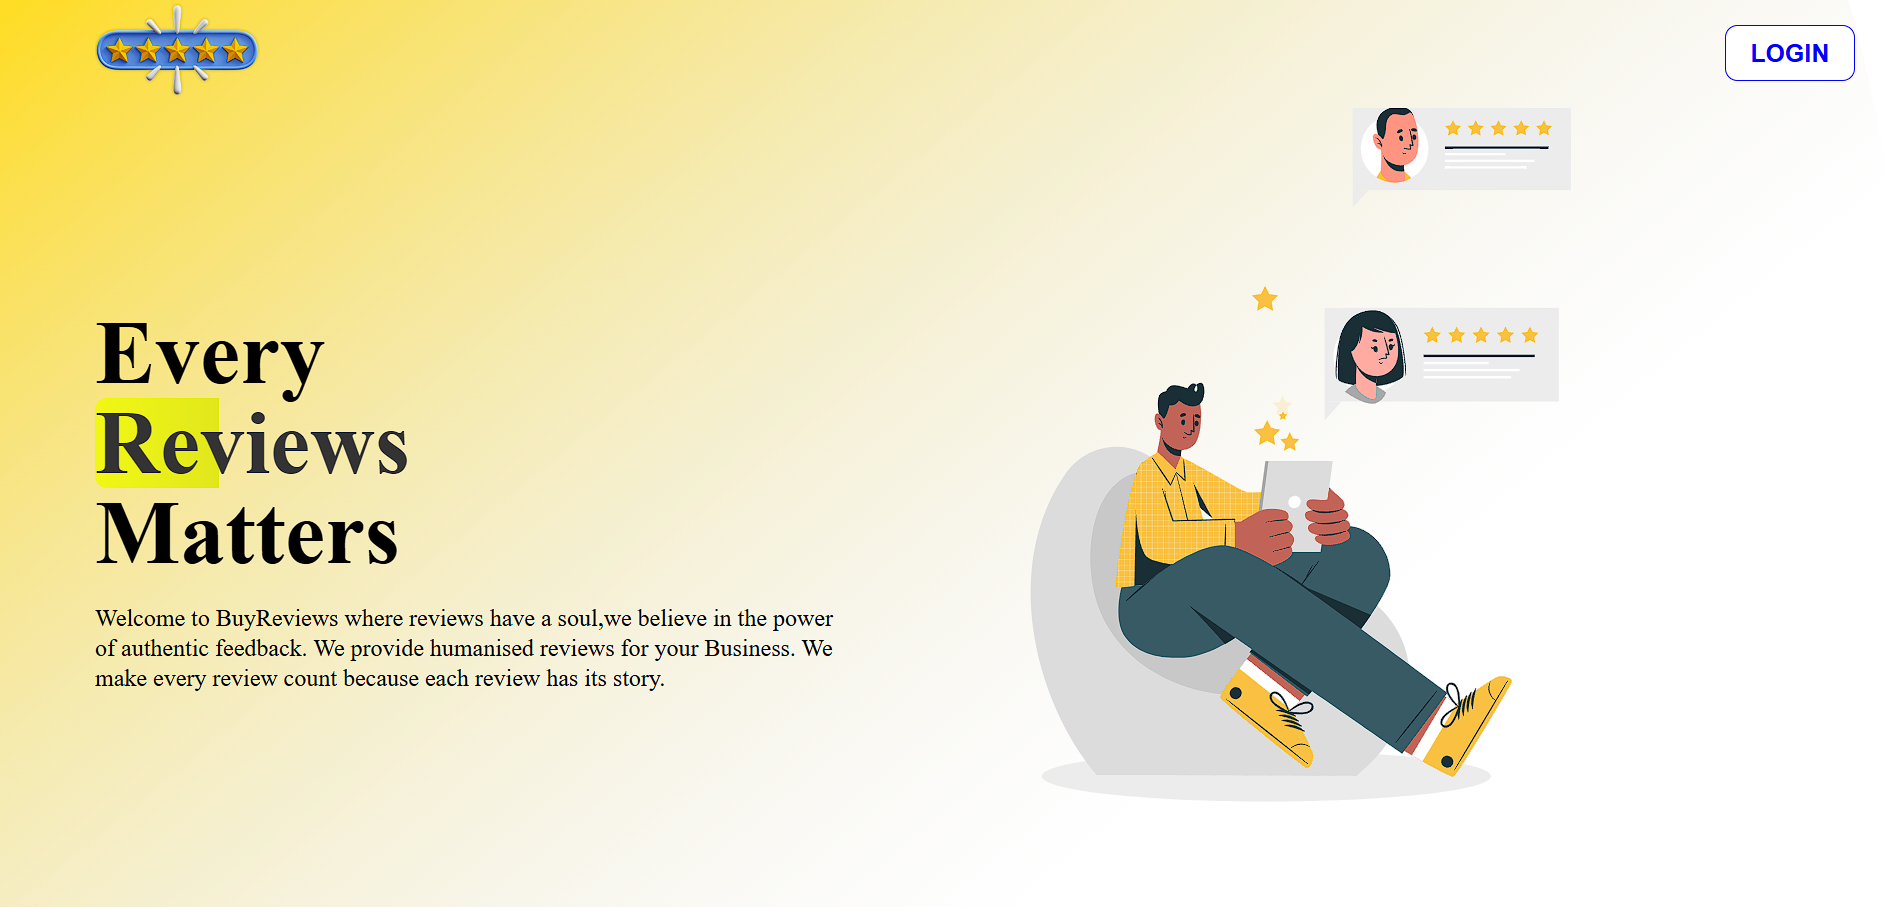 LOGIN
Every
Reviews
Matters
Welcome to BuyReviews where reviews have a soul,we believe in the power
of authentic feedback. We provide humanised reviews for your Business. We
make every review count because each review has its story.